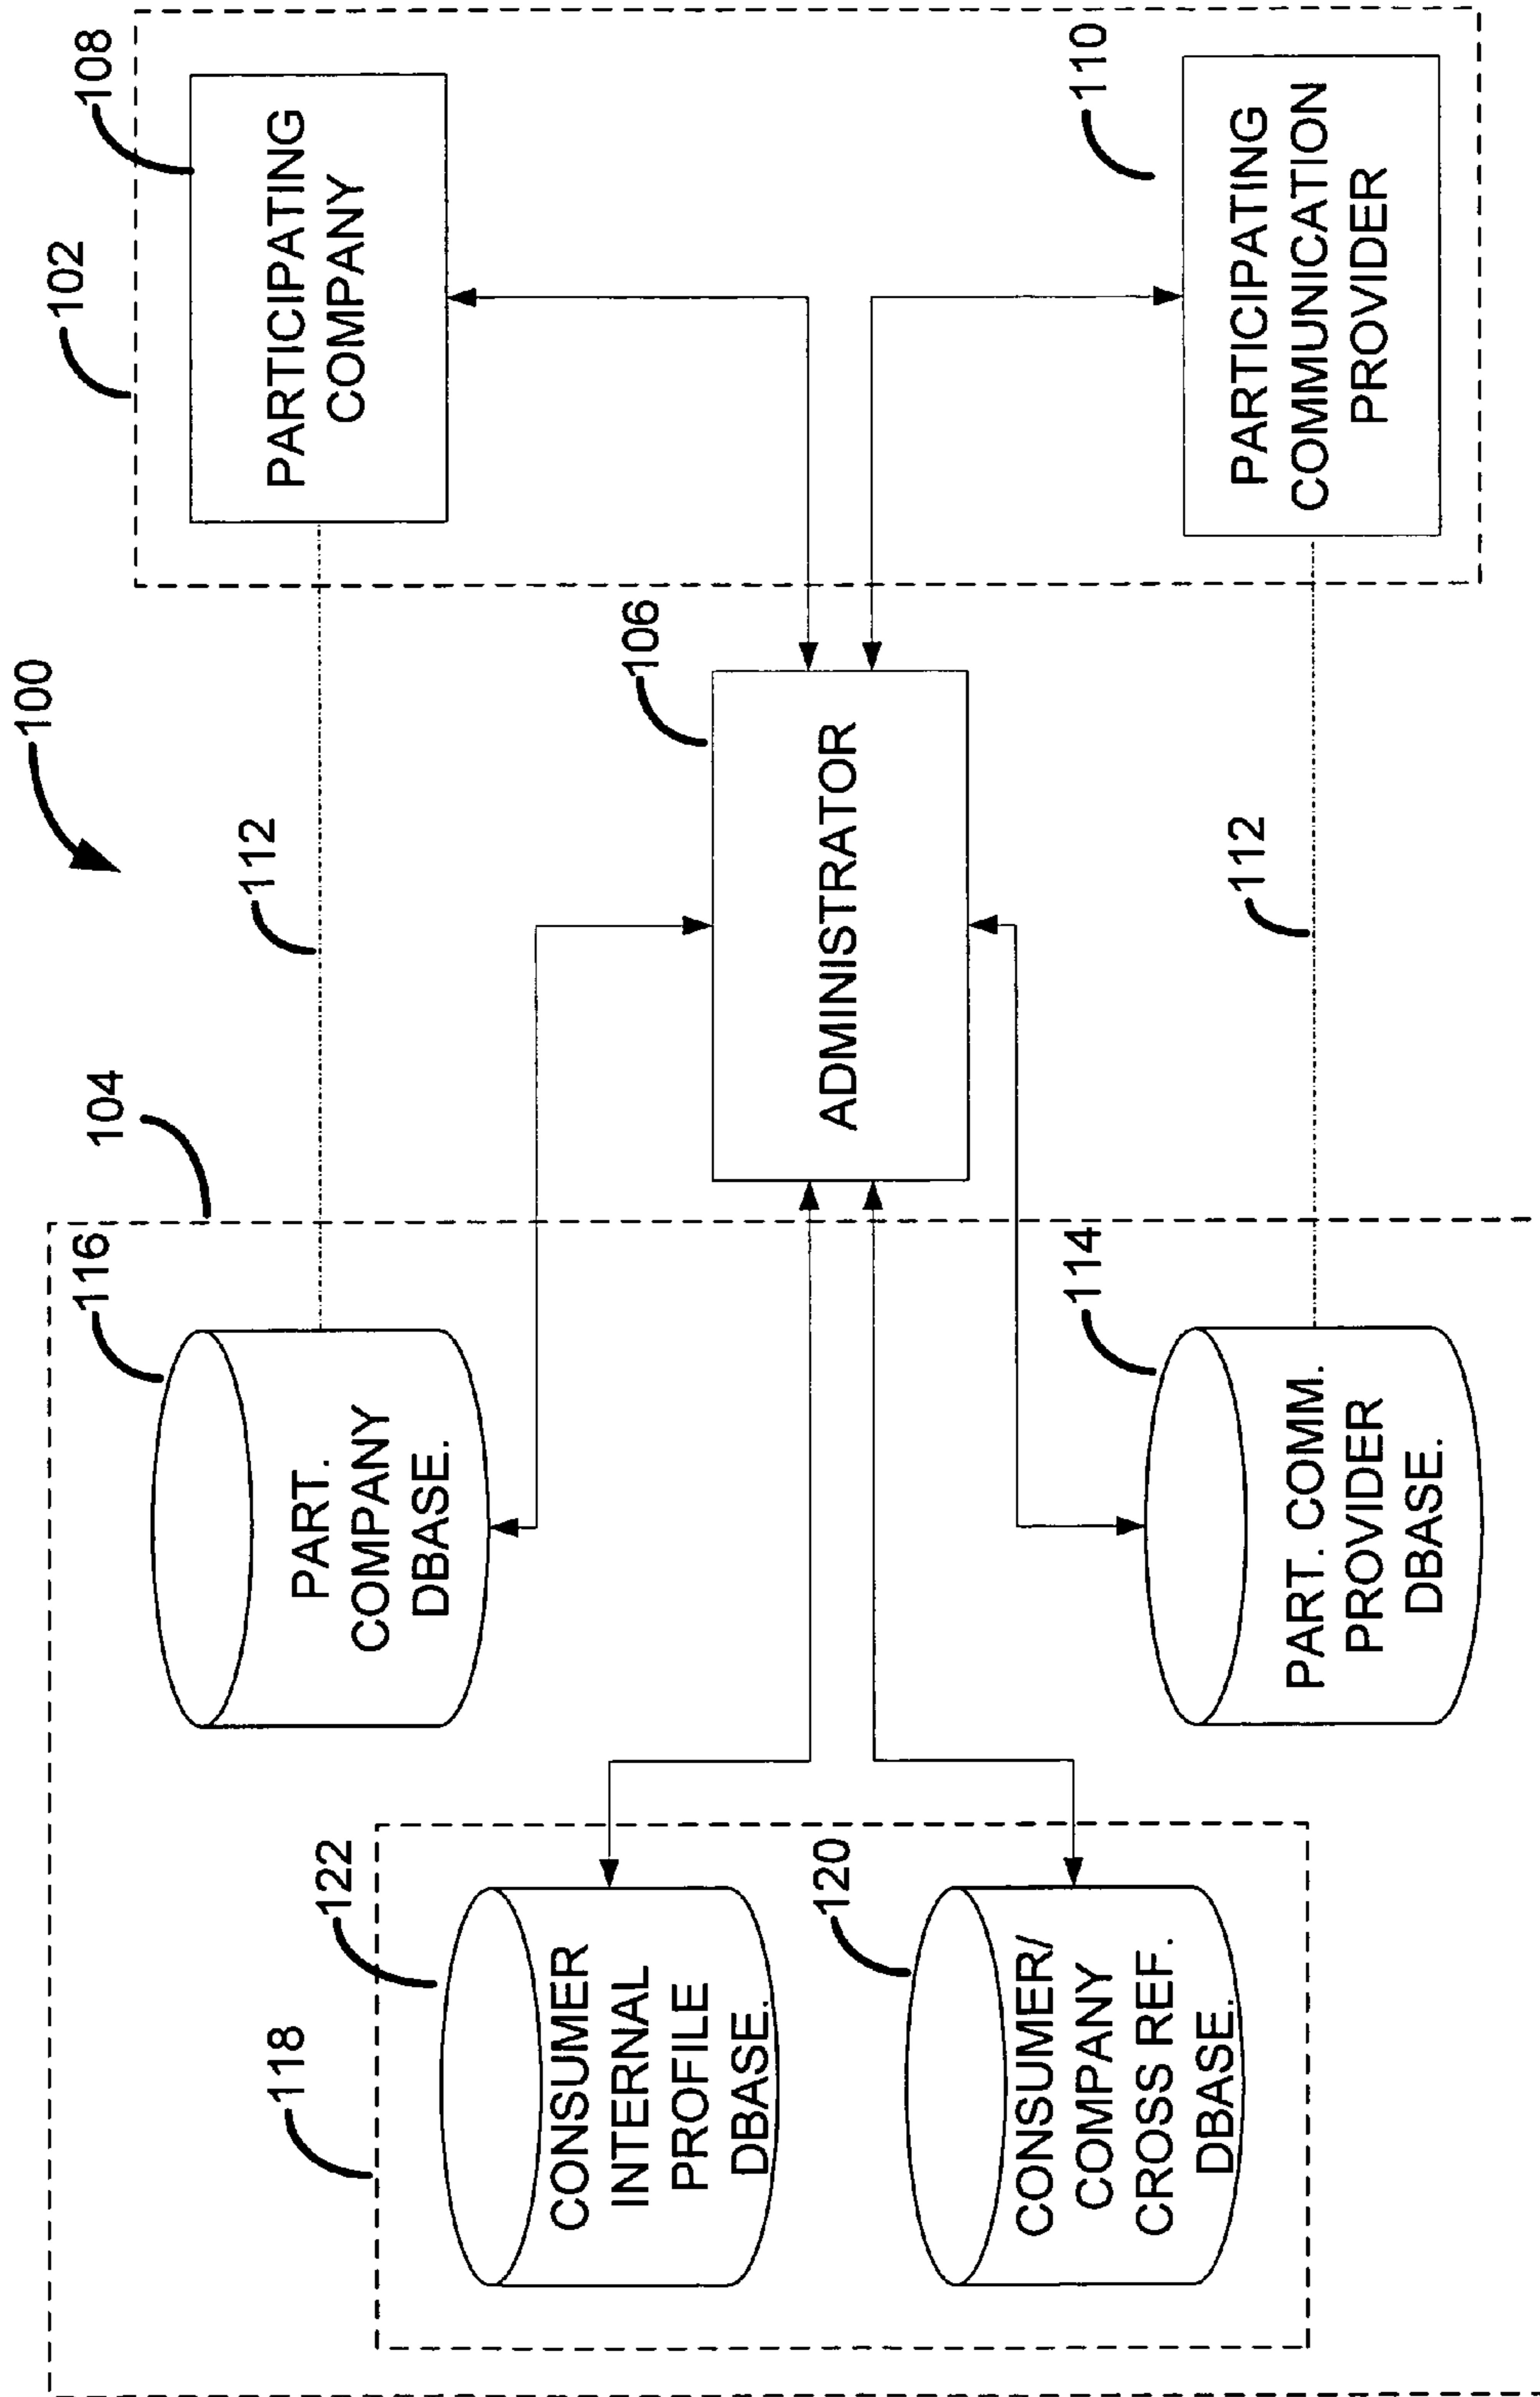 100
102
108
PARTICIPATING
COMPANY
110
PARTICIPATING
COMMUNICATION
PROVIDER
112
112
106
ADMINISTRATOR
104
116
PART.
COMPANY
DBASE.
114
PART. COMM.
PROVIDER
DBASE.
118
122
CONSUMER
INTERNAL
PROFILE
DBASE.
120
CONSUMER/
COMPANY
CROSS REF.
DBASE.